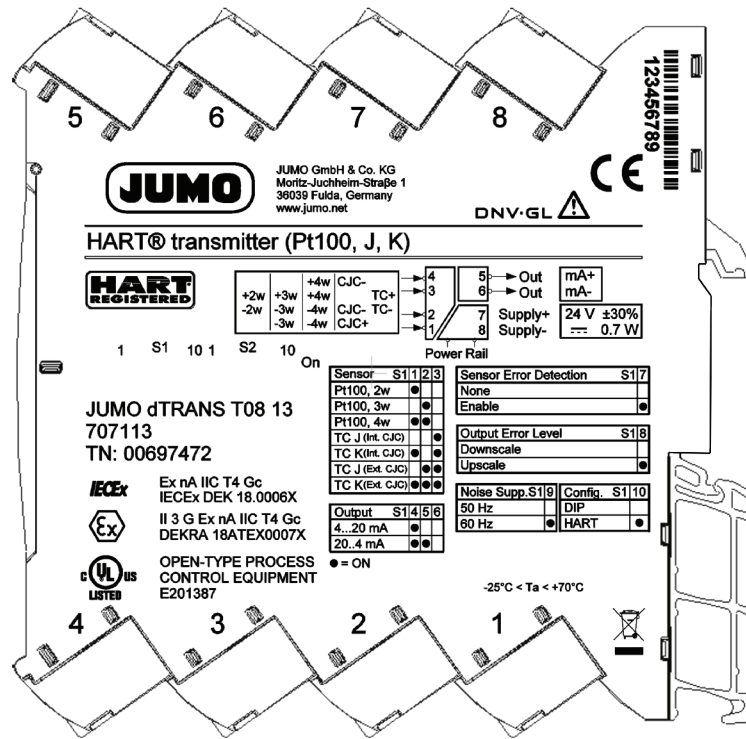 5 6 7 8
123456789
JUMO
JUMO GmbH & Co. KG
Moritz-Juchheim-Straße 1
36039 Fulda, Germany
www.jumo.net
CE
DNV·GL
HART® transmitter (Pt100, J, K)
HART
REGISTERED
+4w CJC-
+2w +3w +4w TC+
-2w -3w -4w CJC- TC-
-3w -4w CJC+
4
3
2
1
5 Out mA+
6 Out mA-
7 Supply+ 24 V ±30%
8 Supply- 0.7 W
Power Rail
1 S1 10 1 S2 10
On
JUMO dTRANS T08 13
707113
TN: 00697472
IECEx
Ex nA IIC T4 Gc
IECEx DEK 18.0006X
Ex
II 3 G Ex nA IIC T4 Gc
DEKRA 18ATEX0007X
C UL US
LISTED
OPEN-TYPE PROCESS
CONTROL EQUIPMENT
E201387
Sensor S1 1 2 3
Pt100, 2w ●
Pt100, 3w ●
Pt100, 4w ● ●
TC J (Int. CJC) ●
TC K(Int. CJC) ● ●
TC J (Ext. CJC) ● ●
TC K(Ext. CJC) ● ● ●
Output S1 4 5 6
4...20 mA ●
20..4 mA ● ●
● = ON
Sensor Error Detection S1 7
None
Enable ●
Output Error Level S1 8
Downscale
Upscale ●
Noise Supp.S1 9
50 Hz
60 Hz ●
Config. S1 10
DIP
HART ●
-25°C < Ta < +70°C
4 3 2 1